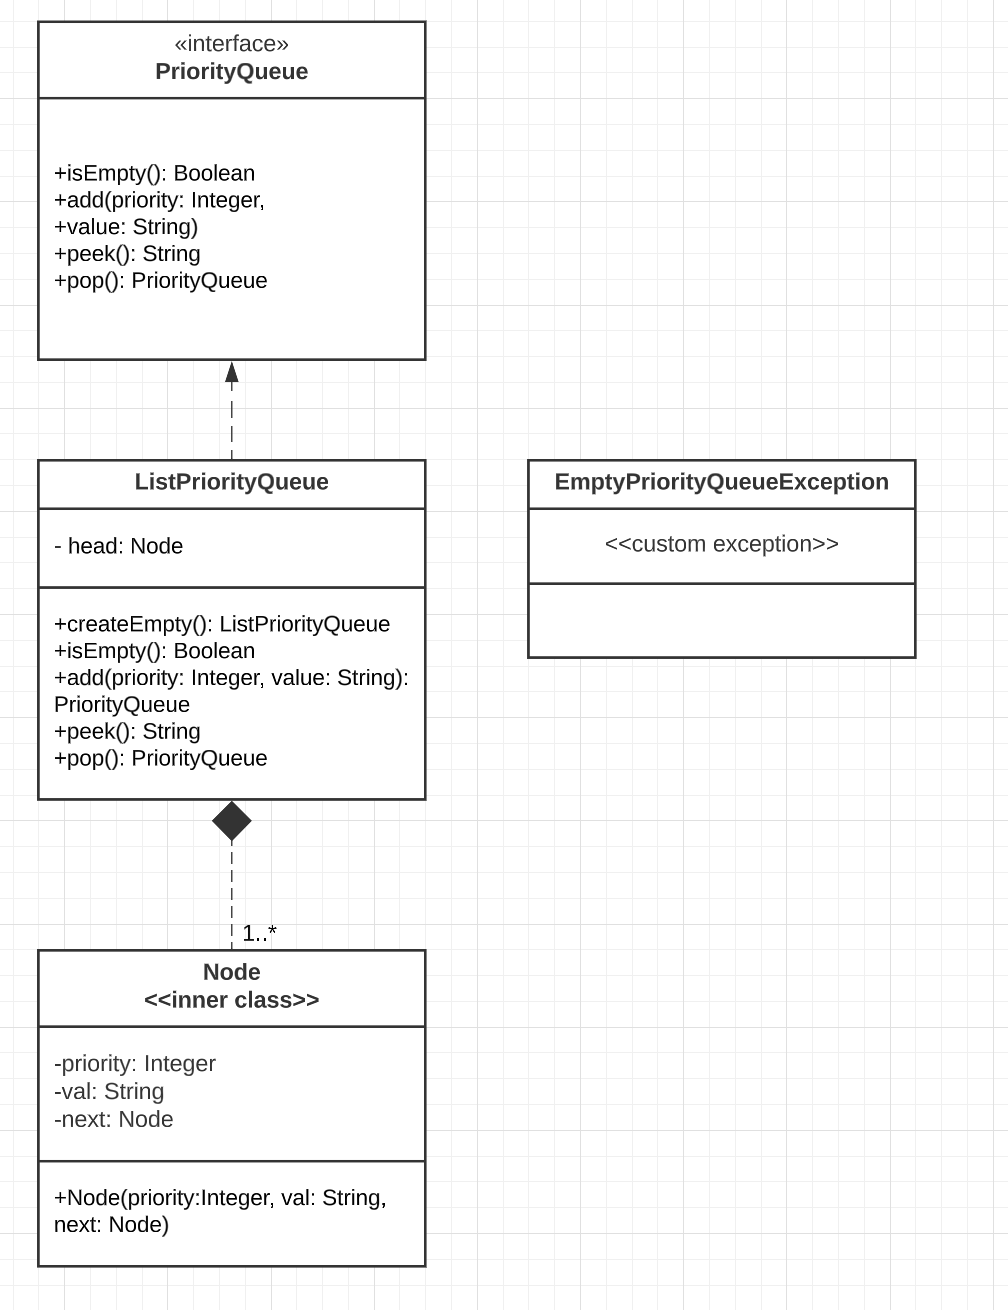 «interface»
PriorityQueue
+isEmpty(): Boolean
+add(priority: Integer,
+value: String)
+peek(): String
+pop(): PriorityQueue
ListPriorityQueue
- head: Node
+createEmpty(): ListPriorityQueue
+isEmpty(): Boolean
+add(priority: Integer, value: String):
PriorityQueue
+peek(): String
+pop(): PriorityQueue
EmptyPriorityQueueException
<<custom exception>>
1..*
Node
<<inner class>>
-priority: Integer
-val: String
-next: Node
+Node(priority:Integer, val: String,
next: Node)